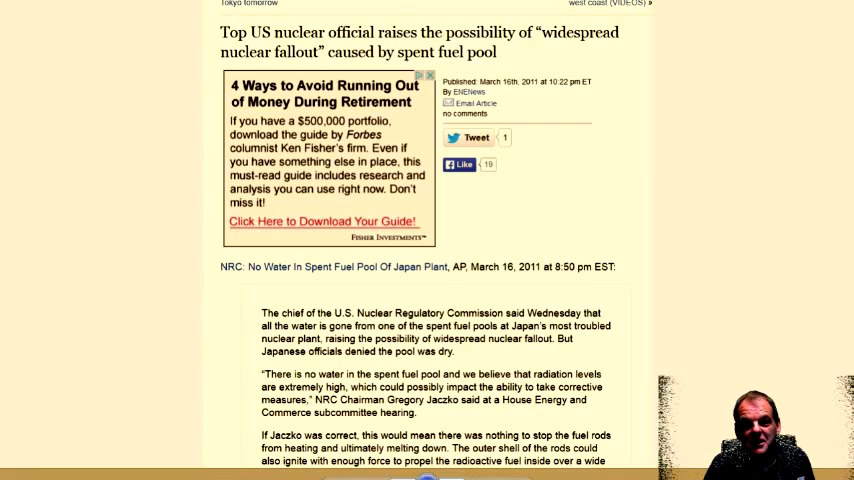 Tokyo tomorrow
west coast (VIDEOS) »
Top US nuclear official raises the possibility of “widespread
nuclear fallout” caused by spent fuel pool
4 Ways to Avoid Running Out
of Money During Retirement
If you have a $500,000 portfolio,
download the guide by Forbes
columnist Ken Fisher's firm. Even if
you have something else in place, this
must-read guide includes research and
analysis you can use right now. Don't
miss it!
Click Here to Download Your Guide!
FISHER INVESTMENTS™
Published: March 16th, 2011 at 10:22 pm ET
By ENENews
Email Article
no comments
Tweet 1
Like 19
NRC: No Water In Spent Fuel Pool Of Japan Plant, AP, March 16, 2011 at 8:50 pm EST:
The chief of the U.S. Nuclear Regulatory Commission said Wednesday that
all the water is gone from one of the spent fuel pools at Japan's most troubled
nuclear plant, raising the possibility of widespread nuclear fallout. But
Japanese officials denied the pool was dry.
“There is no water in the spent fuel pool and we believe that radiation levels
are extremely high, which could possibly impact the ability to take corrective
measures,” NRC Chairman Gregory Jaczko said at a House Energy and
Commerce subcommittee hearing.
If Jaczko was correct, this would mean there was nothing to stop the fuel rods
from heating and ultimately melting down. The outer shell of the rods could
also ignite with enough force to propel the radioactive fuel inside over a wide